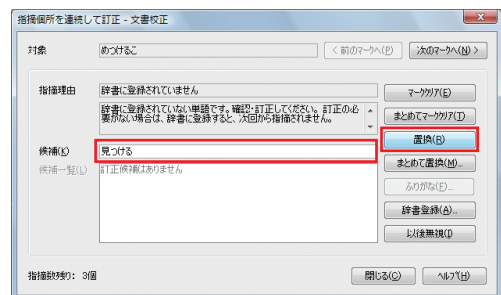 指摘個所を連続して訂正 - 文書校正
対象 めつけるこ < 前のマークへ(P) 次のマークへ(N) >
指摘理由 辞書に登録されていません マーククリア(E)
辞書に登録されていない単語です。確認・訂正してください。訂正の必
要がない場合は、辞書に登録すると、次回から指摘されません。 まとめてマーククリア(T)
置換(R)
候補(K) 見つける
候補一覧(L) 訂正候補はありません まとめて置換(M)...
ふりがな(F)...
辞書登録(A)...
以後無視(I)
指摘数残り: 3個 閉じる(C) ヘルプ(H)